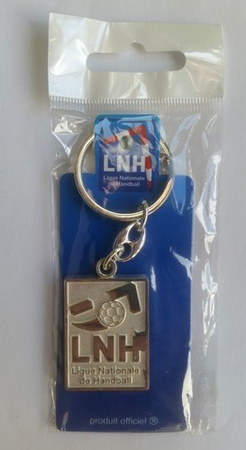 LNH
Ligue Nationale
de Handball
LNH
Ligue Nationale
de Handball
produit officiel ®